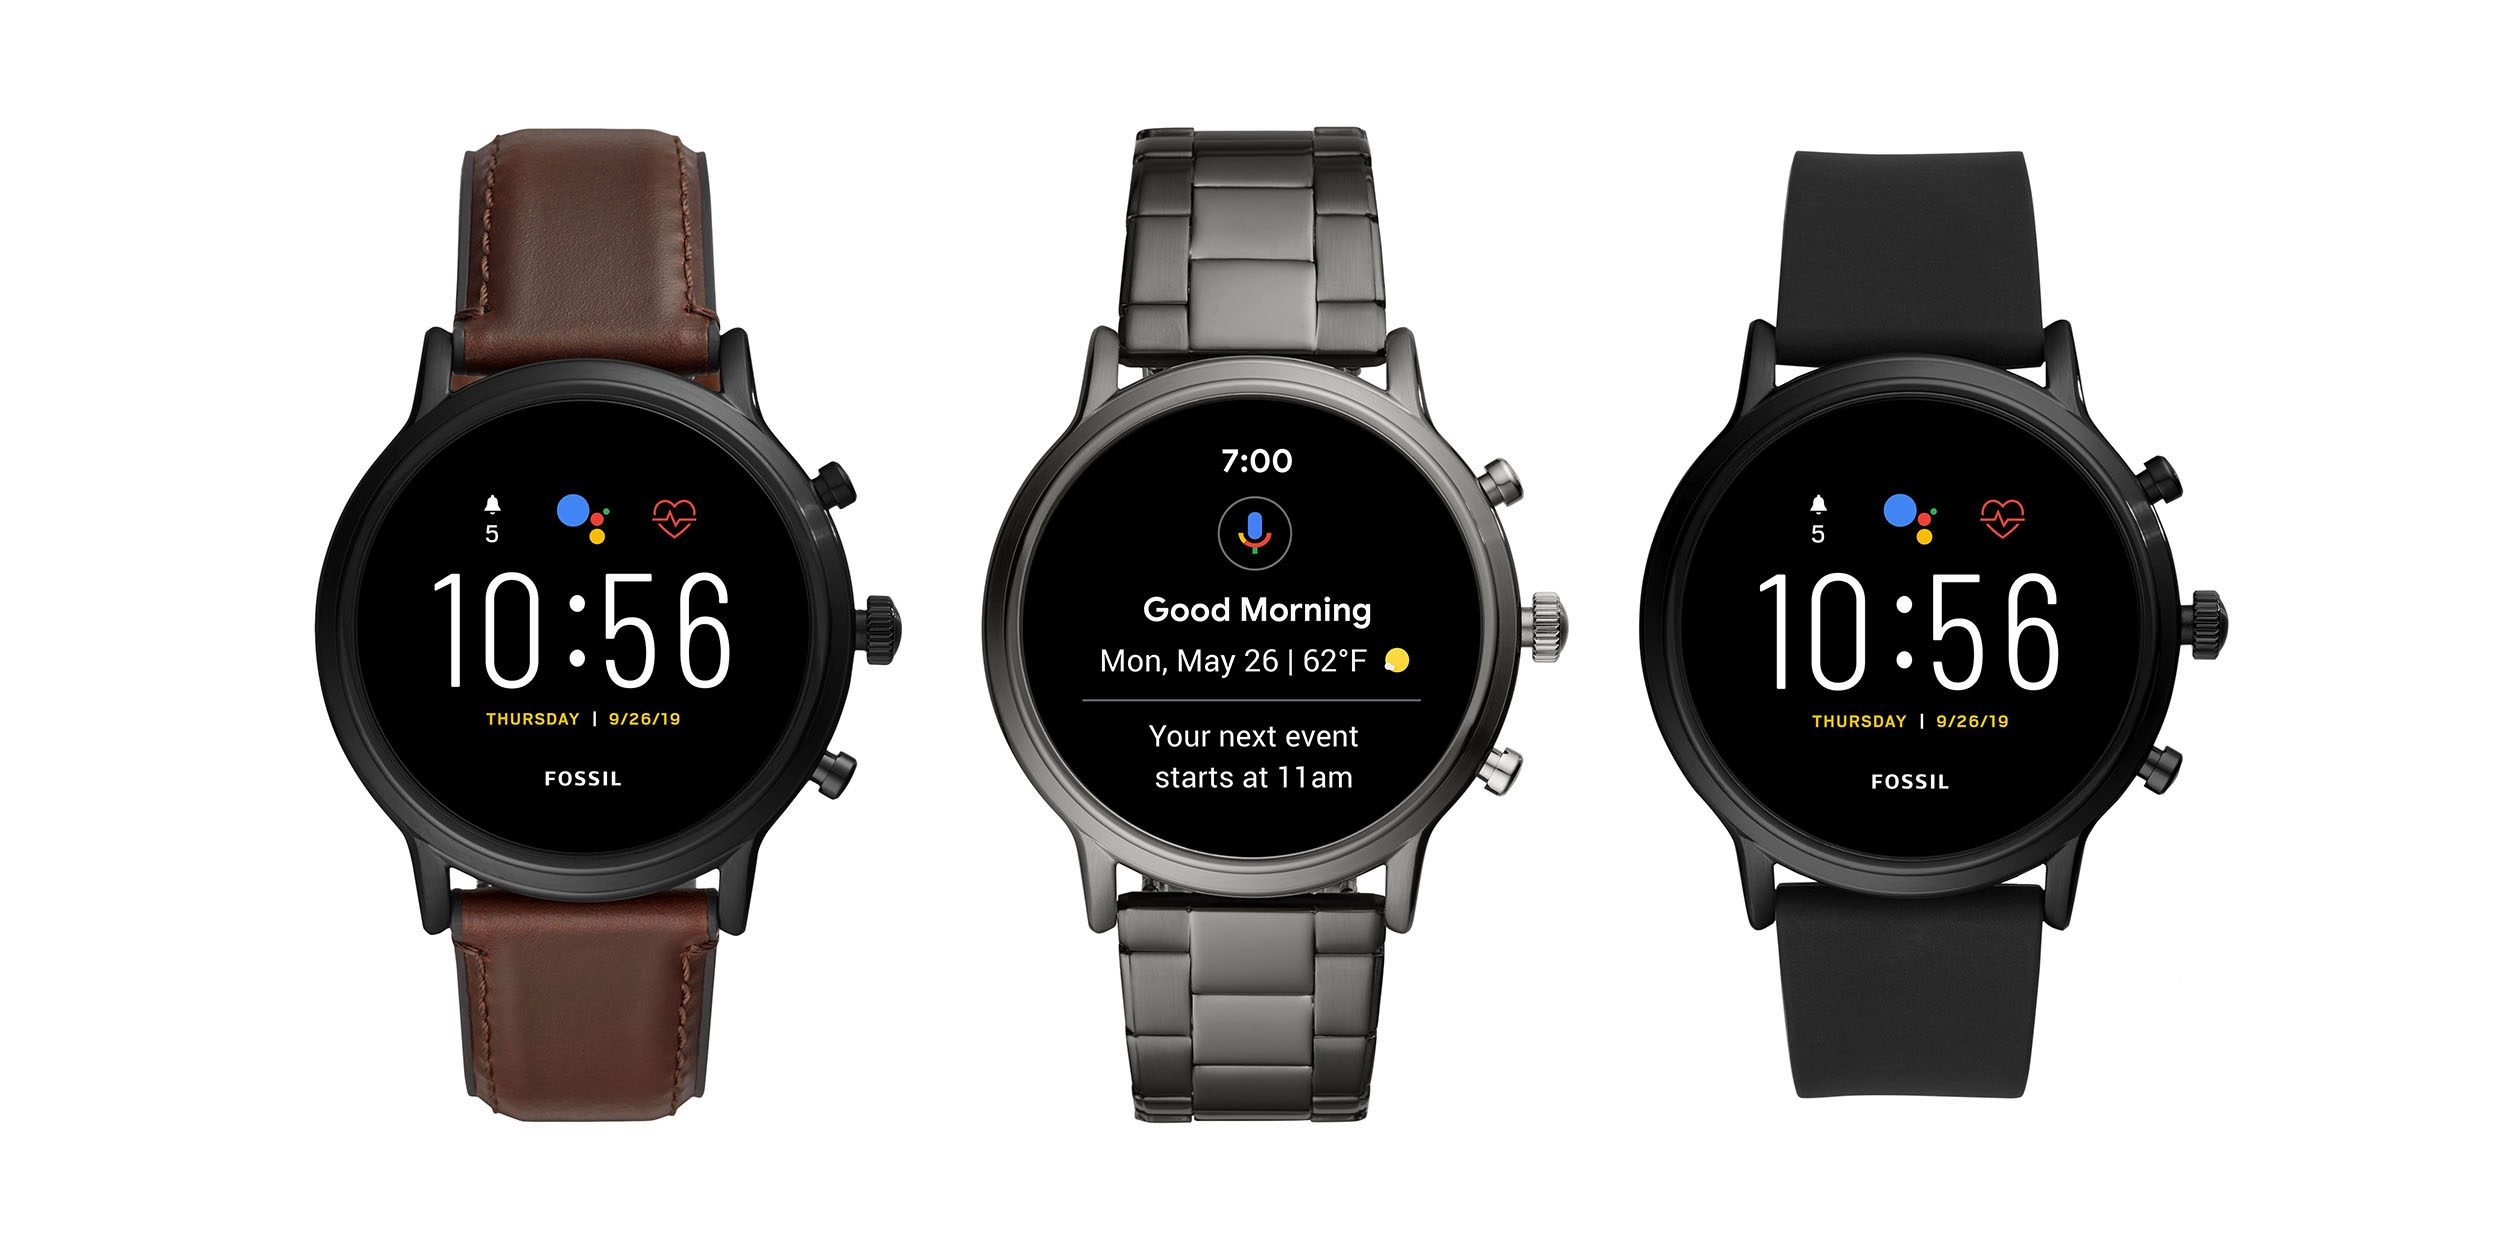 5
10:56
THURSDAY | 9/26/19
FOSSIL
7:00
Good Morning
Mon, May 26 | 62°F
Your next event
starts at 11am
5
10:56
THURSDAY | 9/26/19
FOSSIL